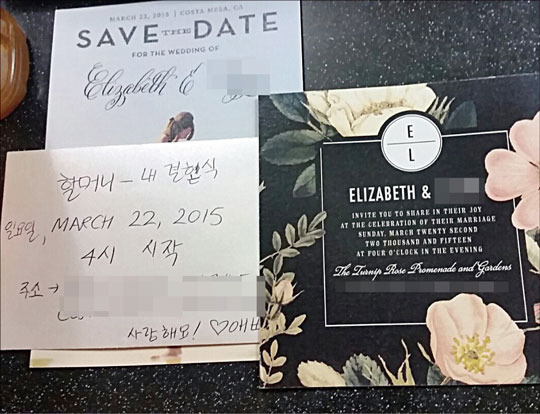 MARCH 22, 2015 | COSTA MESA, CA
SAVE THE DATE
FOR THE WEDDING OF
Elizabeth &
할머니 - 내 결혼식
일요일, MARCH 22, 2015
4시 시작
주소 →
사랑해요! ♡애
E
L
ELIZABETH &
INVITE YOU TO SHARE IN THEIR JOY
AT THE CELEBRATION OF THEIR MARRIAGE
SUNDAY, MARCH TWENTY SECOND
TWO THOUSAND AND FIFTEEN
AT FOUR O'CLOCK IN THE EVENING
The Turnip Rose Promenade and Gardens